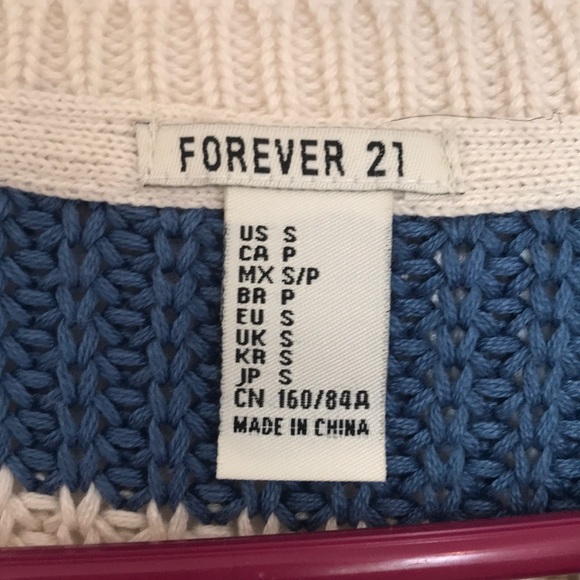 FOREVER 21
US S
CA P
MX S/P
BR P
EU S
UK S
KR S
JP S
CN 160/84A
MADE IN CHINA